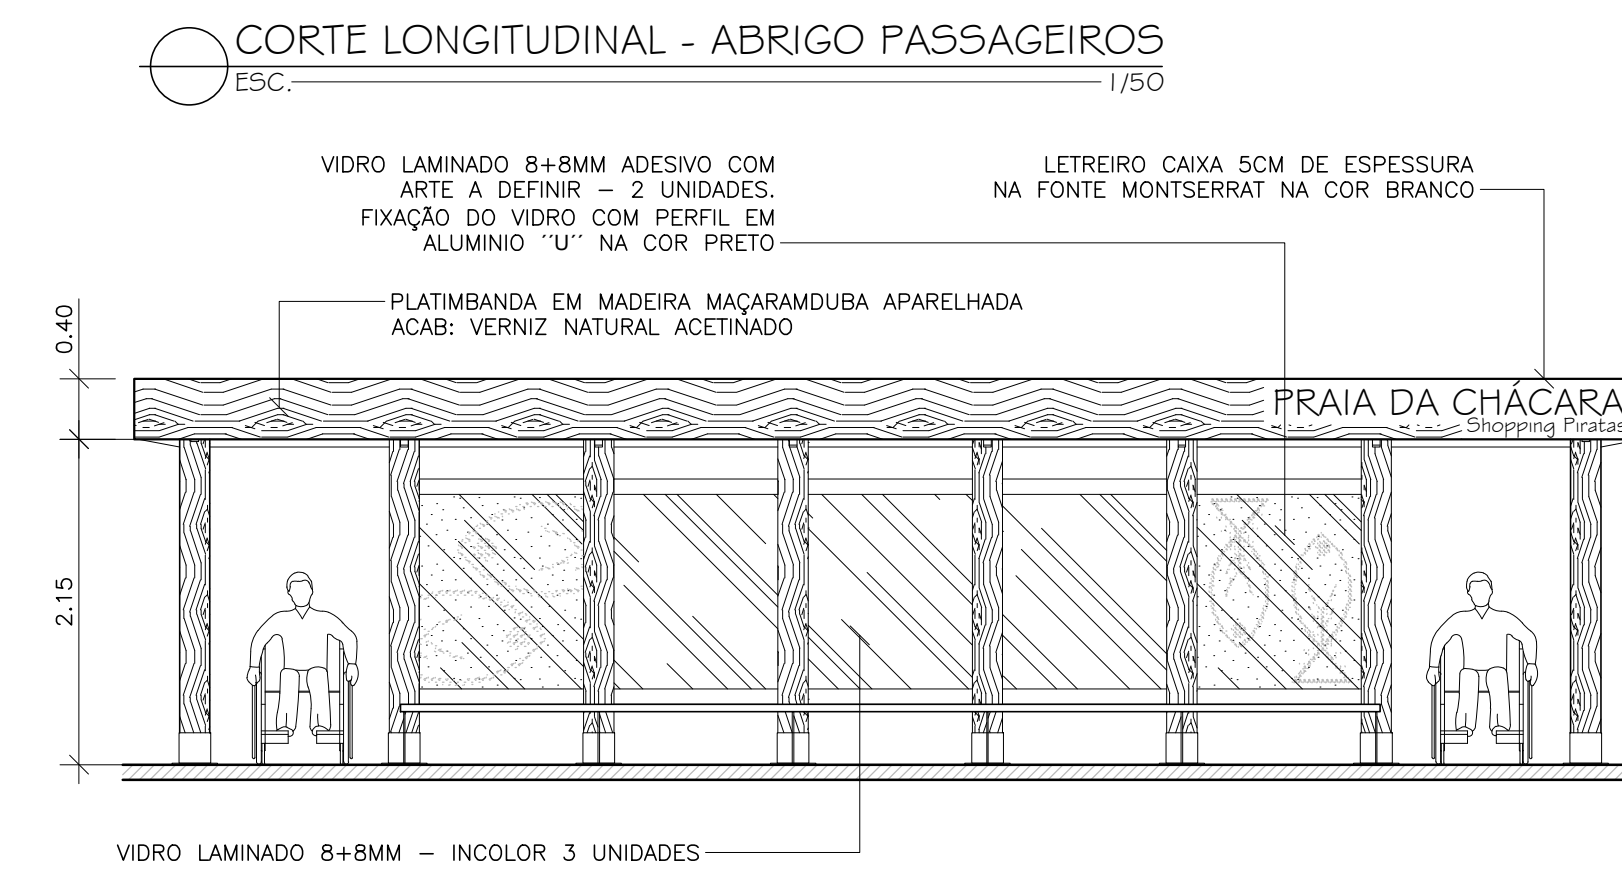 CORTE LONGITUDINAL - ABRIGO PASSAGEIROS
ESC. 1/50
VIDRO LAMINADO 8+8MM ADESIVO COM
ARTE A DEFINIR – 2 UNIDADES.
FIXAÇÃO DO VIDRO COM PERFIL EM
ALUMINIO ´´U´´ NA COR PRETO
LETREIRO CAIXA 5CM DE ESPESSURA
NA FONTE MONTSERRAT NA COR BRANCO
PLATIMBANDA EM MADEIRA MAÇARAMDUBA APARELHADA
ACAB: VERNIZ NATURAL ACETINADO
0.40
PRAIA DA CHÁCARA
Shopping Piratas
2.15
VIDRO LAMINADO 8+8MM – INCOLOR 3 UNIDADES